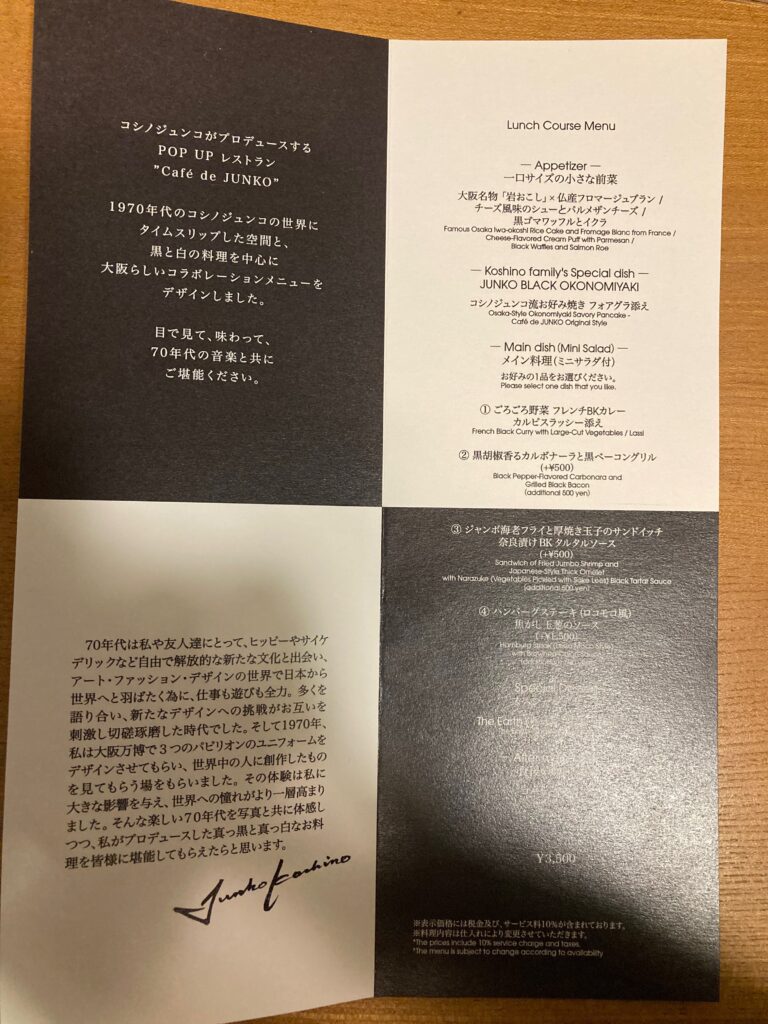 コシノジュンコがプロデュースする
POP UP レストラン
"Café de JUNKO"
1970年代のコシノジュンコの世界に
タイムスリップした空間と、
黒と白の料理を中心に
大阪らしいコラボレーションメニューを
デザインしました。
目で見て、味わって、
70年代の音楽と共に
ご堪能ください。
70年代は私や友人達にとって、ヒッピーやサイケ
デリックなど自由で解放的な新たな文化と出会い、
アート・ファッション・デザインの世界で日本から
世界へと羽ばたく為に、仕事も遊びも全力。多くを
語り合い、新たなデザインへの挑戦がお互いを
刺激し切磋琢磨した時代でした。そして1970年、
私は大阪万博で3つのパビリオンのユニフォームを
デザインさせてもらい、世界中の人に創作したもの
を見てもらう場をもらいました。その体験は私に
大きな影響を与え、世界への憧れがより一層高まり
ました。そんな楽しい70年代を写真と共に体感し
つつ、私がプロデュースした真っ黒と真っ白なお料
理を皆様に堪能してもらえたらと思います。
Junko Koshino
Lunch Course Menu
— Appetizer —
一口サイズの小さな前菜
大阪名物「岩おこし」×仏産フロマージュブラン /
チーズ風味のシューとパルメザンチーズ /
黒ゴマワッフルとイクラ
Famous Osaka Iwa-okoshi Rice Cake and Fromage Blanc from France /
Cheese-Flavored Cream Puff with Parmesan /
Black Waffles and Salmon Roe
— Koshino family's Special dish —
JUNKO BLACK OKONOMIYAKI
コシノジュンコ流お好み焼き フォアグラ添え
Osaka-Style Okonomiyaki Savory Pancake -
Café de JUNKO Original Style
— Main dish (Mini Salad) —
メイン料理(ミニサラダ付)
お好みの1品をお選びください。
Please select one dish that you like.
① ごろごろ野菜 フレンチBKカレー
カルピスラッシー添え
French Black Curry with Large-Cut Vegetables / Lassi
② 黒胡椒香るカルボナーラと黒ベーコングリル
(+¥500)
Black Pepper-Flavored Carbonara and
Grilled Black Bacon
(additional 500 yen)
③ ジャンボ海老フライと厚焼き玉子のサンドイッチ
奈良漬けBKタルタルソース
(+¥500)
Sandwich of Fried Jumbo Shrimp and
Japanese-Style Thick Omelet
with Narazuke (Vegetables Pickled with Sake Lees) Black Tartar Sauce
(additional 500 yen)
④ ハンバーグステーキ(ロコモコ風)
焦がし玉葱のソース
(+¥1,500)
Hamburg Steak
with
Special
The Earth
¥3,500
※表示価格には税金及び、サービス料10%が含まれております。
※料理内容は仕入れにより変更させていただきます。
*The prices include 10% service charge and taxes.
*The menu is subject to change according to availability